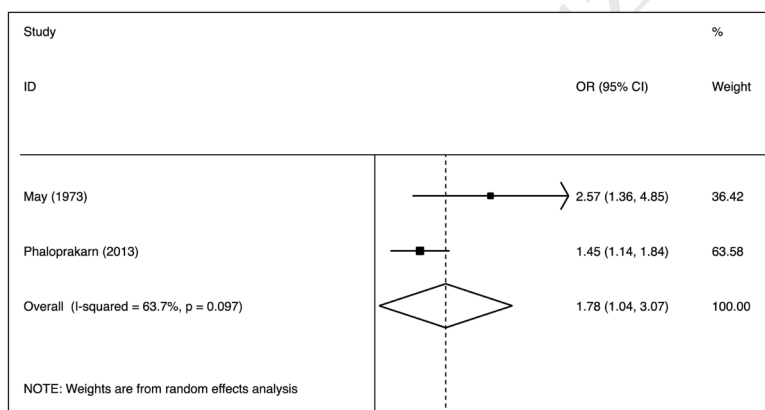 Study %
ID OR (95% CI) Weight
May (1973) 2.57 (1.36, 4.85) 36.42
Phaloprakarn (2013) 1.45 (1.14, 1.84) 63.58
Overall (I-squared = 63.7%, p = 0.097) 1.78 (1.04, 3.07) 100.00
NOTE: Weights are from random effects analysis